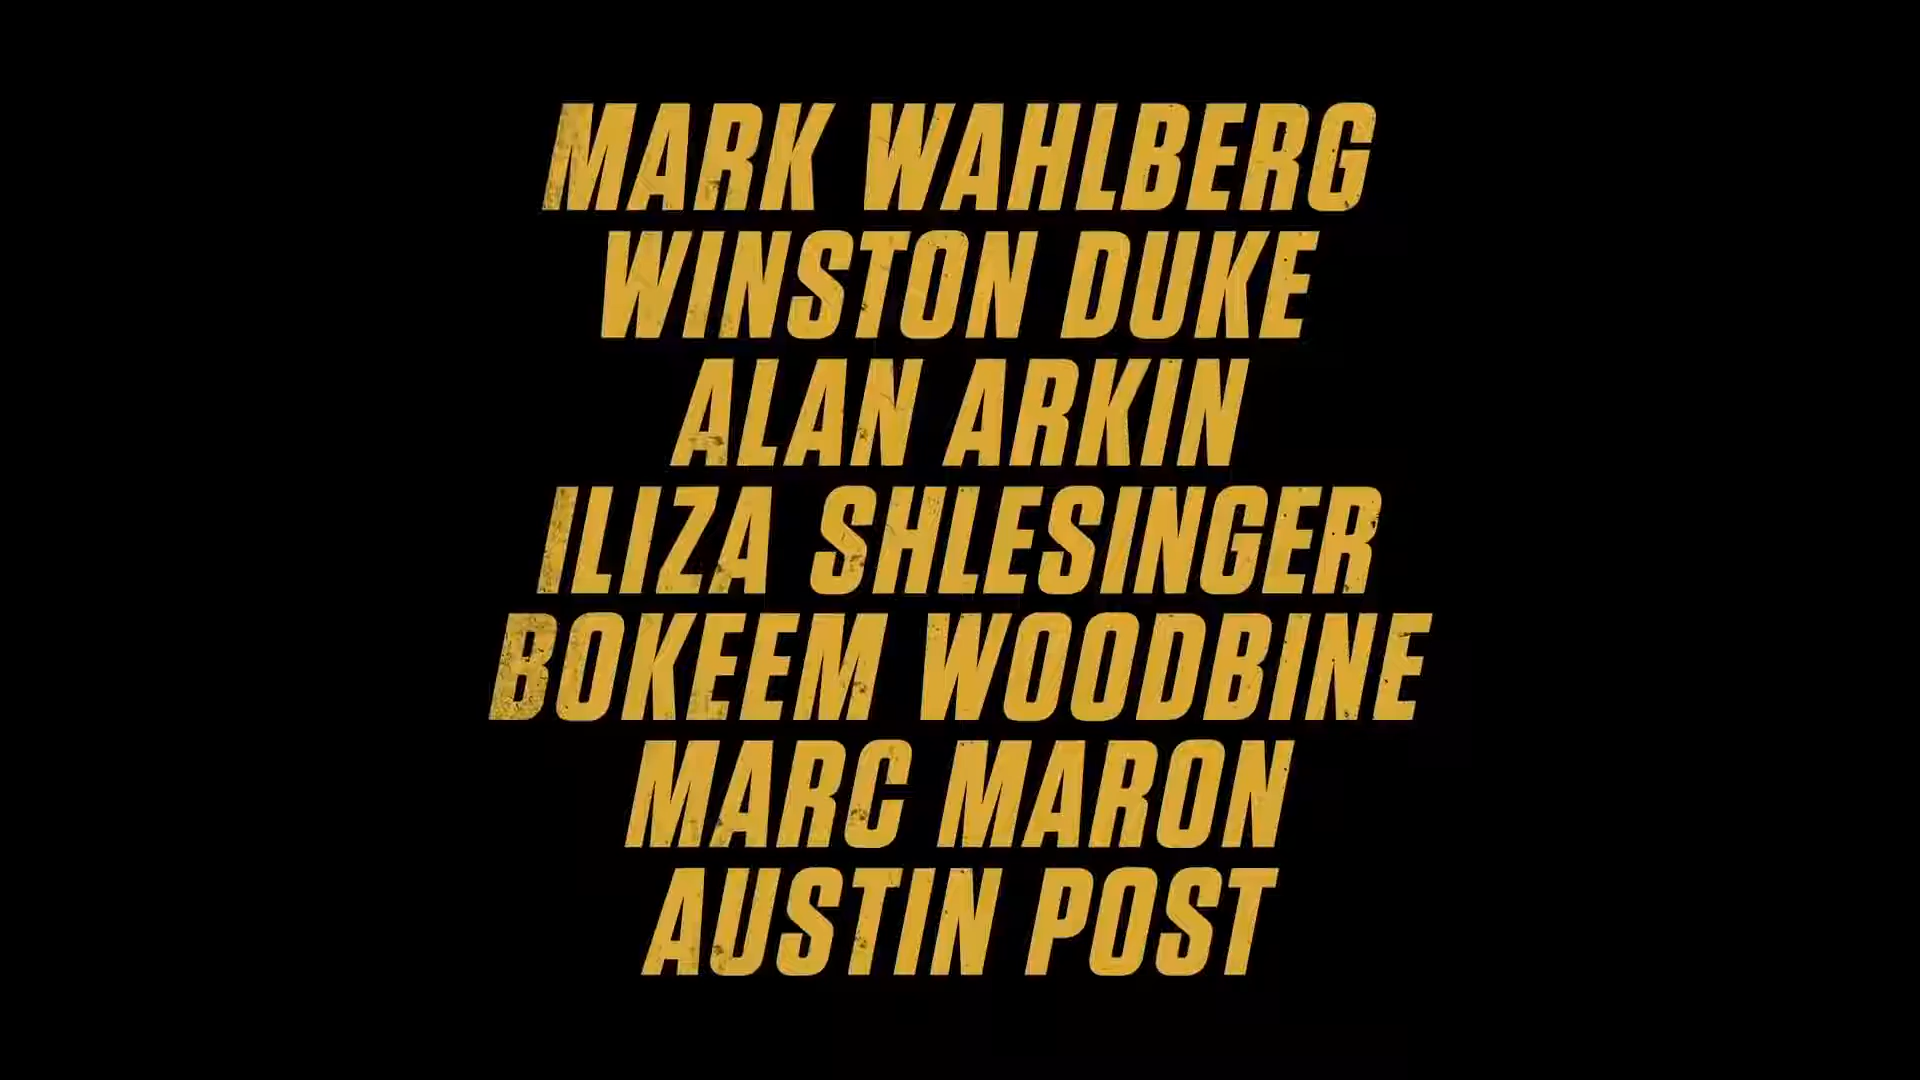 MARK WAHLBERG
WINSTON DUKE
ALAN ARKIN
ILIZA SHLESINGER
BOKEEM WOODBINE
MARC MARON
AUSTIN POST